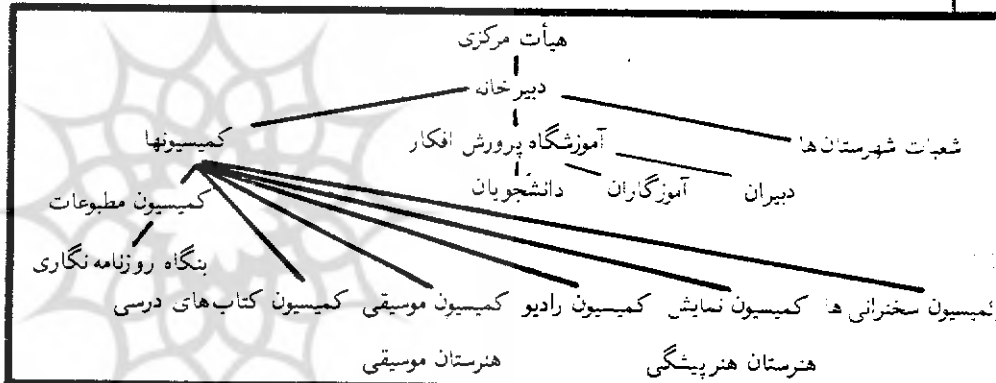 هیأت مرکزی
دبیرخانه
شعبات شهرستان‌ها
آموزشگاه پرورش افکار
کمیسیونها
دبیران
آموزگاران
دانشجویان
کمیسیون مطبوعات
بنگاه روزنامه نگاری
کمیسیون سخنرانی ها
کمیسیون نمایش
کمیسیون رادیو
کمیسیون موسیقی
کمیسیون کتاب‌های درسی
هنرستان هنرپیشگی
هنرستان موسیقی